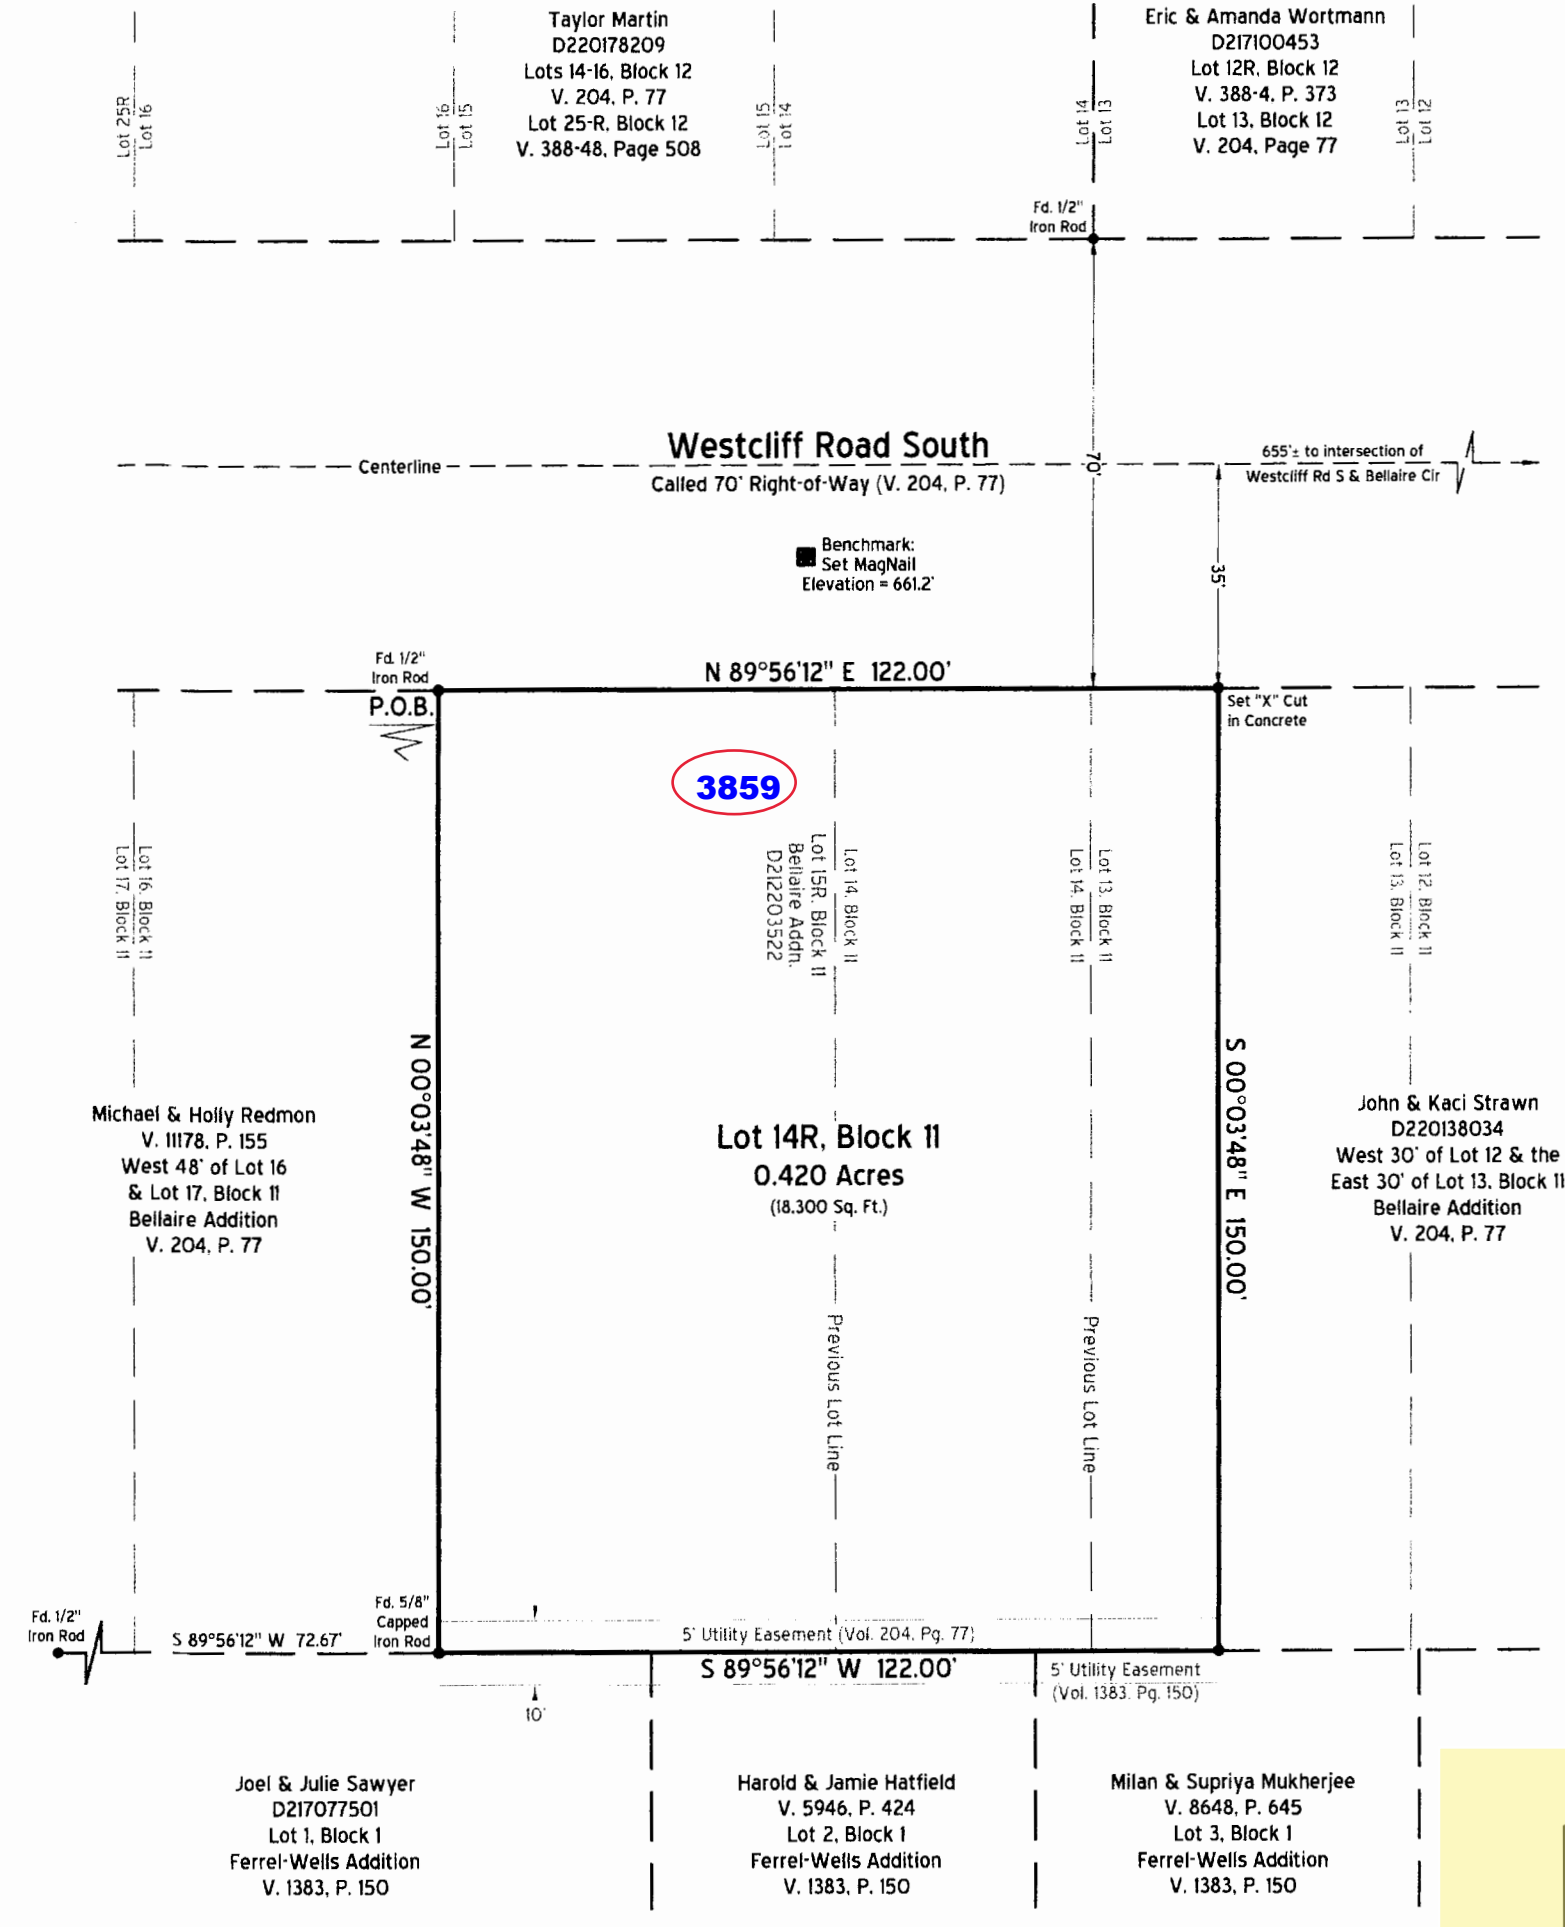 Taylor Martin
D220178209
Lots 14-16, Block 12
V. 204, P. 77
Lot 25-R, Block 12
V. 388-48, Page 508
Eric & Amanda Wortmann
D217100453
Lot 12R, Block 12
V. 388-4, P. 373
Lot 13, Block 12
V. 204, Page 77
Lot 25R
Lot 16
Lot 16
Lot 15
Lot 15
Lot 14
Lot 14
Lot 13
Lot 13
Lot 12
Fd. 1/2"
Iron Rod
70'
Westcliff Road South
Centerline
Called 70' Right-of-Way (V. 204, P. 77)
655'± to intersection of
Westcliff Rd S & Bellaire Cir
Benchmark:
Set MagNail
Elevation = 661.2'
35'
Fd. 1/2"
Iron Rod
P.O.B.
N 89°56'12" E 122.00'
Set "X" Cut
in Concrete
3859
Lot 16, Block 11
Lot 17, Block 11
Lot 14, Block 11
Lot 15R, Block 11
Bellaire Addn.
D212203522
Lot 13, Block 11
Lot 14, Block 11
Lot 12, Block 11
Lot 13, Block 11
N 00°03'48" W 150.00'
S 00°03'48" E 150.00'
Michael & Holly Redmon
V. 11178, P. 155
West 48' of Lot 16
& Lot 17, Block 11
Bellaire Addition
V. 204, P. 77
Lot 14R, Block 11
0.420 Acres
(18,300 Sq. Ft.)
John & Kaci Strawn
D220138034
West 30' of Lot 12 & the
East 30' of Lot 13, Block 11
Bellaire Addition
V. 204, P. 77
Previous Lot Line
Previous Lot Line
Fd. 1/2"
Iron Rod
S 89°56'12" W 72.67'
Fd. 5/8"
Capped
Iron Rod
5' Utility Easement (Vol. 204, Pg. 77)
S 89°56'12" W 122.00'
5' Utility Easement
(Vol. 1383, Pg. 150)
10'
Joel & Julie Sawyer
D217077501
Lot 1, Block 1
Ferrel-Wells Addition
V. 1383, P. 150
Harold & Jamie Hatfield
V. 5946, P. 424
Lot 2, Block 1
Ferrel-Wells Addition
V. 1383, P. 150
Milan & Supriya Mukherjee
V. 8648, P. 645
Lot 3, Block 1
Ferrel-Wells Addition
V. 1383, P. 150